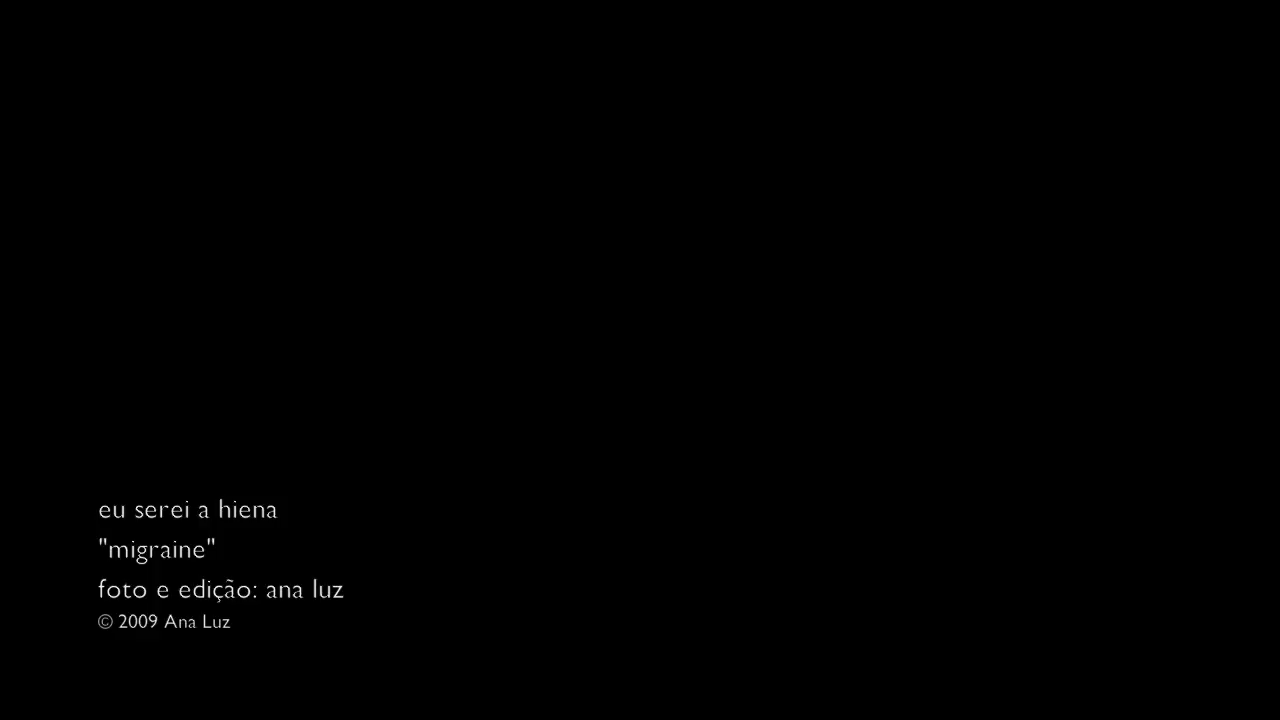 eu serei a hiena
"migraine"
foto e edição: ana luz
© 2009 Ana Luz